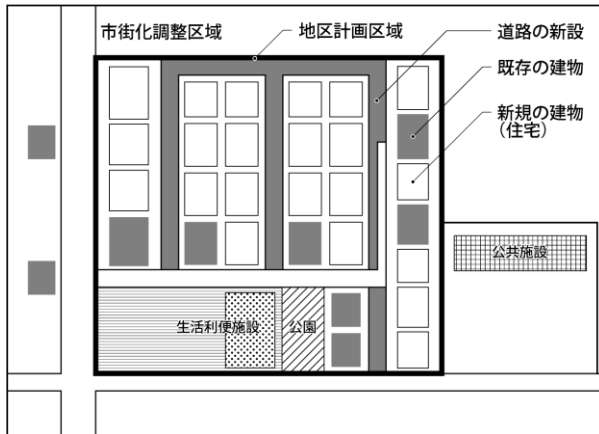 市街化調整区域
地区計画区域
道路の新設
既存の建物
新規の建物
（住宅）
公共施設
生活利便施設
公園